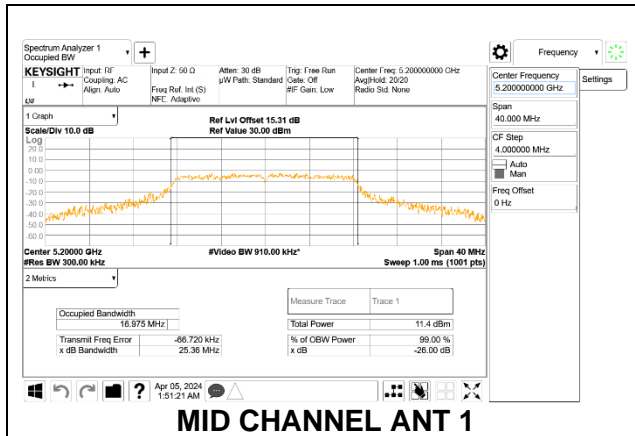 Spectrum Analyzer 1
Occupied BW
+
Frequency
KEYSIGHT
Input: RF
Coupling: AC
Align: Auto
Input Z: 50 Ω
Freq Ref: Int (S)
NFE: Adaptive
Atten: 30 dB
µW Path: Standard
Trig: Free Run
Gate: Off
#IF Gain: Low
Center Freq: 5.200000000 GHz
Avg|Hold: 20/20
Radio Std: None
Center Frequency
5.200000000 GHz
Settings
Span
40.000 MHz
CF Step
4.000000 MHz
Auto
Man
Freq Offset
0 Hz
1 Graph
Scale/Div 10.0 dB
Ref Lvl Offset 15.31 dB
Ref Value 30.00 dBm
Log
20.0
10.0
0.00
-10.0
-20.0
-30.0
-40.0
-50.0
-60.0
Center 5.20000 GHz
#Video BW 910.00 kHz*
Span 40 MHz
#Res BW 300.00 kHz
Sweep 1.00 ms (1001 pts)
2 Metrics
Measure Trace
Trace 1
Occupied Bandwidth
16.975 MHz
Total Power
11.4 dBm
Transmit Freq Error
-66.720 kHz
% of OBW Power
99.00 %
x dB Bandwidth
25.36 MHz
x dB
-26.00 dB
?
Apr 05, 2024
1:51:21 AM
MID CHANNEL ANT 1